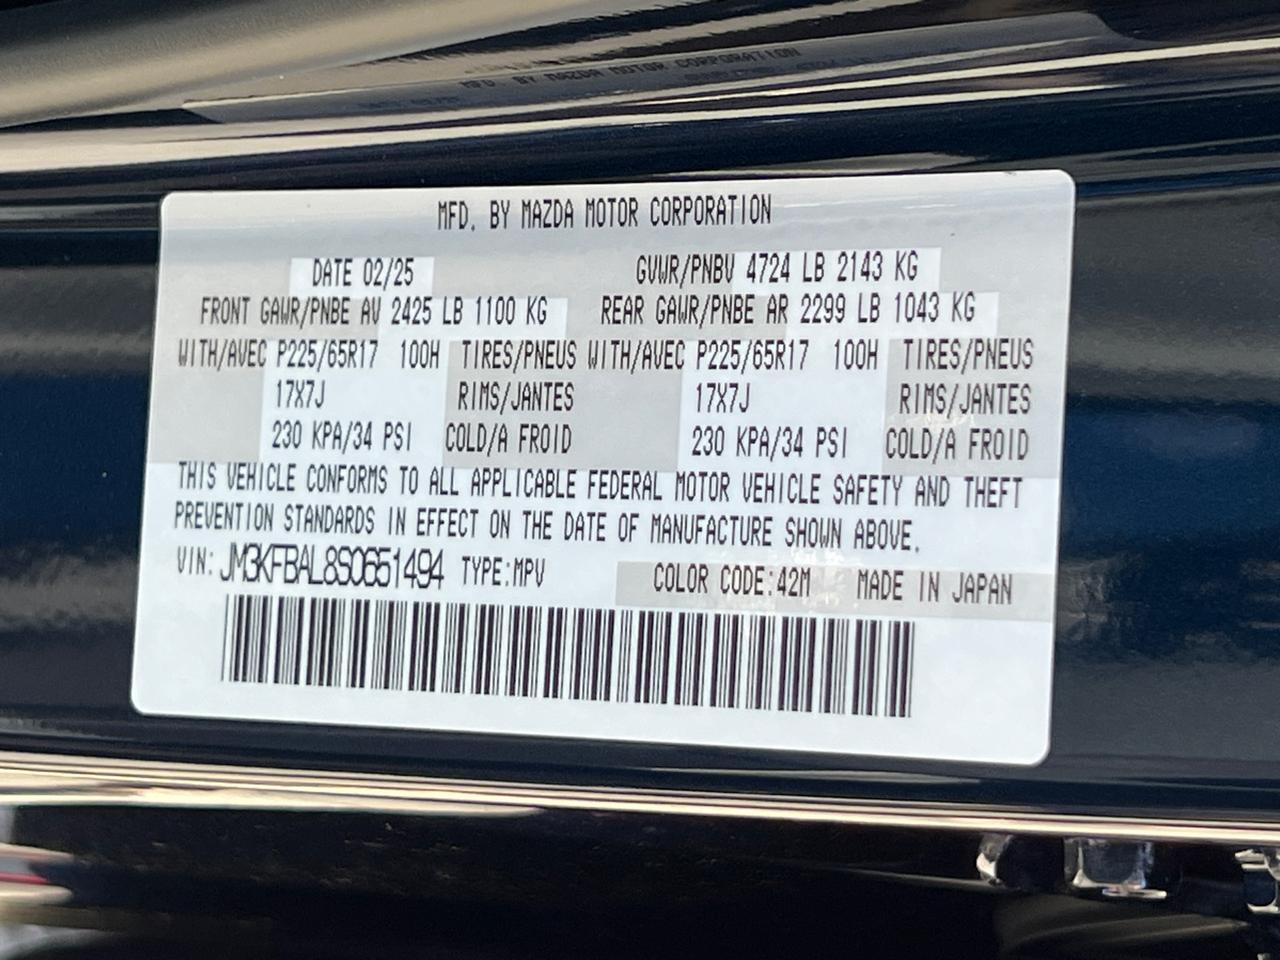 MFD. BY MAZDA MOTOR CORPORATION
MFD. BY MAZDA MOTOR CORPORATION
DATE 02/25 GVWR/PNBV 4724 LB 2143 KG
FRONT GAWR/PNBE AV 2425 LB 1100 KG REAR GAWR/PNBE AR 2299 LB 1043 KG
WITH/AVEC P225/65R17 100H TIRES/PNEUS WITH/AVEC P225/65R17 100H TIRES/PNEUS
17X7J RIMS/JANTES 17X7J RIMS/JANTES
230 KPA/34 PSI COLD/A FROID 230 KPA/34 PSI COLD/A FROID
THIS VEHICLE CONFORMS TO ALL APPLICABLE FEDERAL MOTOR VEHICLE SAFETY AND THEFT
PREVENTION STANDARDS IN EFFECT ON THE DATE OF MANUFACTURE SHOWN ABOVE.
VIN: JM3KFBAL8S0651494 TYPE:MPV COLOR CODE:42M MADE IN JAPAN